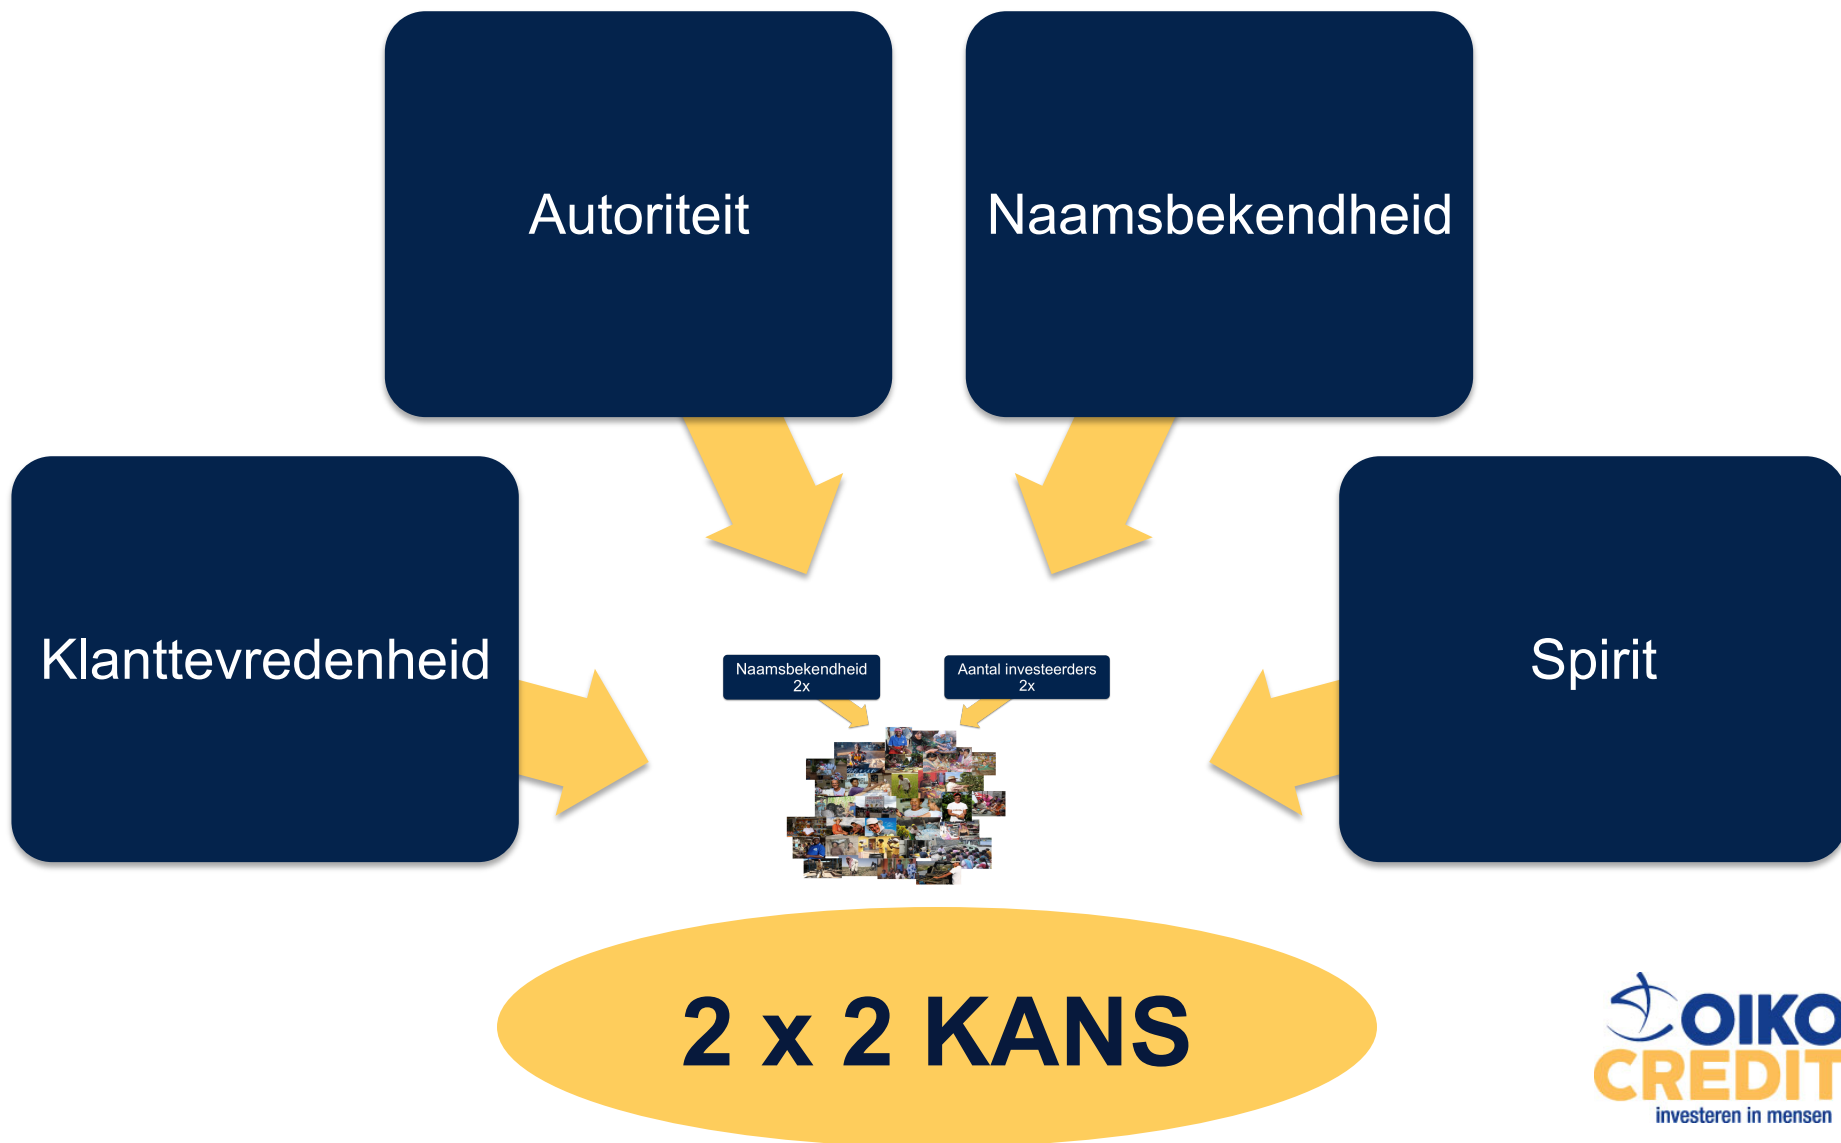 Autoriteit
Naamsbekendheid
Klanttevredenheid
Spirit
Naamsbekendheid
2x
Aantal investeerders
2x
2 x 2 KANS
OIKO
CREDIT
investeren in mensen